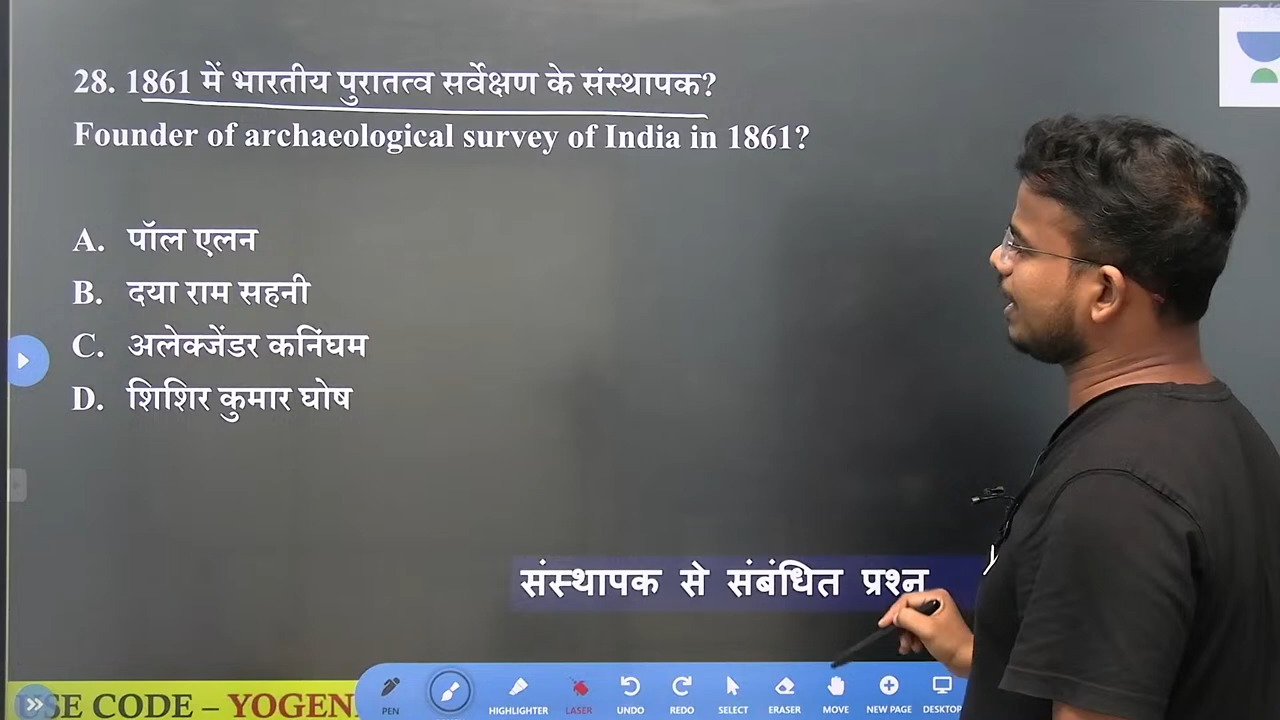 28. 1861 में भारतीय पुरातत्व सर्वेक्षण के संस्थापक?
Founder of archaeological survey of India in 1861?
A. पॉल एलन
B. दया राम सहनी
C. अलेक्जेंडर कनिंघम
D. शिशिर कुमार घोष
संस्थापक से संबंधित प्रश्न
USE CODE – YOGEN
PEN HIGHLIGHTER LASER UNDO REDO SELECT ERASER MOVE NEW PAGE DESKTOP